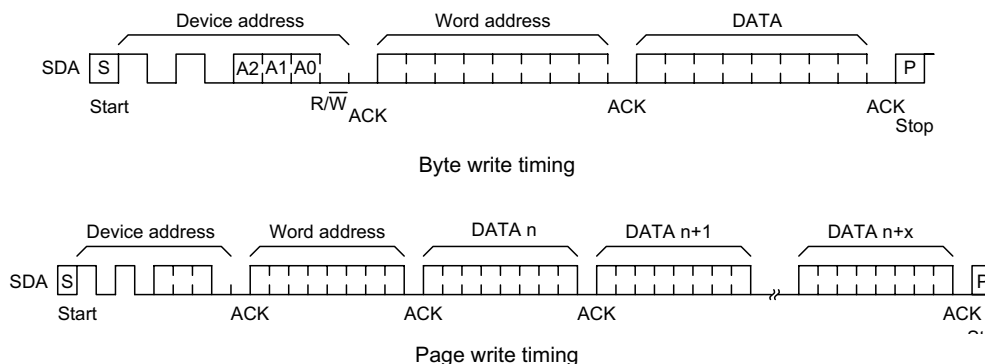 Device address Word address DATA
SDA S A2 A1 A0 P
Start R/W ACK ACK ACK
Stop
Byte write timing
Device address Word address DATA n DATA n+1 DATA n+x
SDA S P
Start ACK ACK ACK ACK
Page write timing